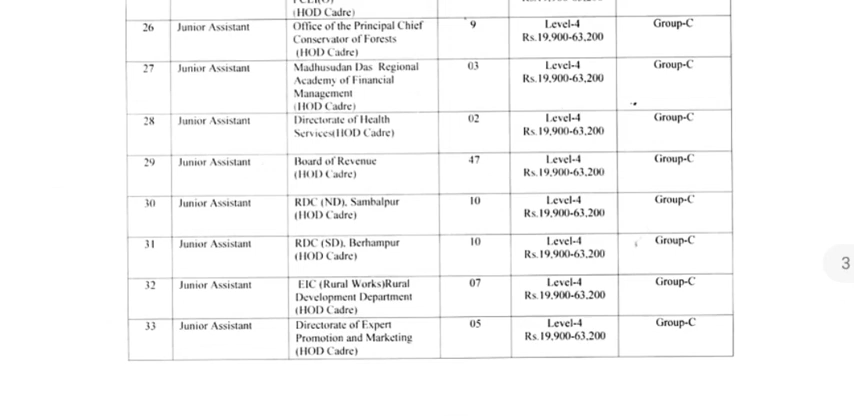 (HOD Cadre)
26 Junior Assistant Office of the Principal Chief 9 Level-4 Group-C
Conservator of Forests Rs.19,900-63,200
(HOD Cadre)
27 Junior Assistant Madhusudan Das Regional 03 Level-4 Group-C
Academy of Financial Rs.19,900-63,200
Management
(HOD Cadre)
28 Junior Assistant Directorate of Health 02 Level-4 Group-C
Services(HOD Cadre) Rs.19,900-63,200
29 Junior Assistant Board of Revenue 47 Level-4 Group-C
(HOD Cadre) Rs.19,900-63,200
30 Junior Assistant RDC (ND), Sambalpur 10 Level-4 Group-C
(HOD Cadre) Rs.19,900-63,200
31 Junior Assistant RDC (SD), Berhampur 10 Level-4 Group-C
(HOD Cadre) Rs.19,900-63,200
32 Junior Assistant EIC (Rural Works)Rural 07 Level-4 Group-C
Development Department Rs.19,900-63,200
(HOD Cadre)
33 Junior Assistant Directorate of Expert 05 Level-4 Group-C
Promotion and Marketing Rs.19,900-63,200
(HOD Cadre)
3